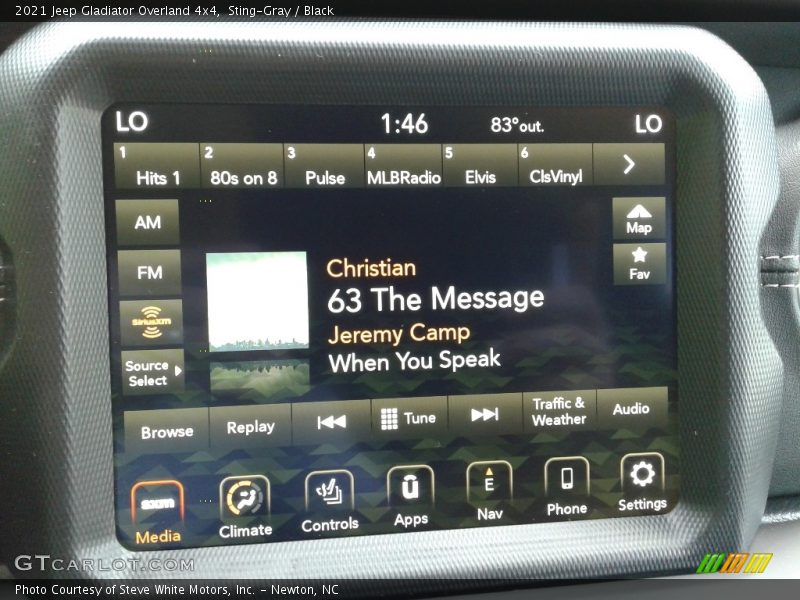 2021 Jeep Gladiator Overland 4x4, Sting-Gray / Black
LO 1:46 83°out. LO
1 Hits 1
2 80s on 8
3 Pulse
4 MLBRadio
5 Elvis
6 ClsVinyl
AM
Map
FM
Fav
SiriusXM
Source Select
Christian
63 The Message
Jeremy Camp
When You Speak
Browse
Replay
Tune
Traffic & Weather
Audio
sxm
Media
Climate
Controls
Apps
E
Nav
Phone
Settings
GTCARLOT.COM
Photo Courtesy of Steve White Motors, Inc. - Newton, NC